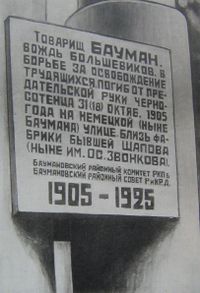 Товарищ БАУМАН,
ВОЖДЬ БОЛЬШЕВИКОВ, В
БОРЬБЕ ЗА ОСВОБОЖДЕНИЕ
ТРУДЯЩИХСЯ, ПОГИБ ОТ ПРЕ-
ДАТЕЛЬСКОЙ РУКИ ЧЕРНО-
СОТЕНЦА 31(18) ОКТЯБ. 1905
ГОДА НА НЕМЕЦКОЙ (НЫНЕ
БАУМАНА) УЛИЦЕ, БЛИЗЬ ФА-
БРИКИ БЫВШЕЙ ЩАПОВА
(НЫНЕ ИМ. ОС. ЗВОНКОВА).
БАУМАНОВСКИЙ РАЙОННЫЙ КОМИТЕТ РКПБ
БАУМАНОВСКИЙ РАЙОННЫЙ СОВЕТ Р. и К.Р.Д.
1905 - 1925